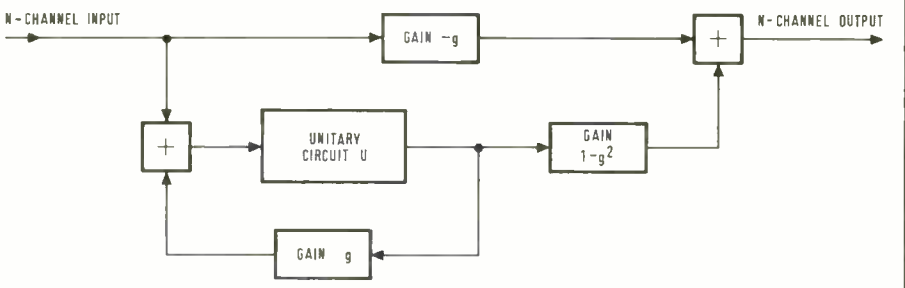 N-CHANNEL INPUT
GAIN -g
+
N-CHANNEL OUTPUT
+
UNITARY
CIRCUIT U
GAIN
1-g²
GAIN g